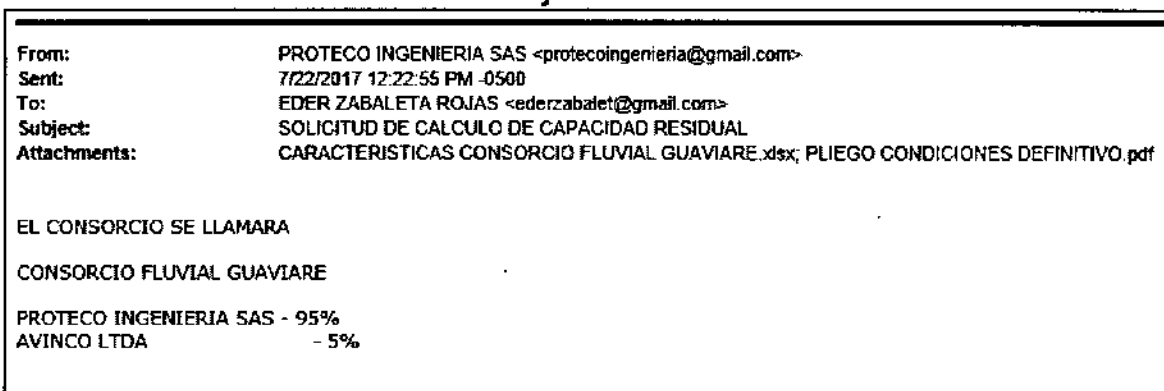 From: PROTECO INGENIERIA SAS <protecoingenieria@gmail.com>
Sent: 7/22/2017 12:22:55 PM -0500
To: EDER ZABALETA ROJAS <ederzabalet@gmail.com>
Subject: SOLICITUD DE CALCULO DE CAPACIDAD RESIDUAL
Attachments: CARACTERISTICAS CONSORCIO FLUVIAL GUAVIARE.xlsx; PLIEGO CONDICIONES DEFINITIVO.pdf
EL CONSORCIO SE LLAMARA
CONSORCIO FLUVIAL GUAVIARE
PROTECO INGENIERIA SAS - 95%
AVINCO LTDA - 5%